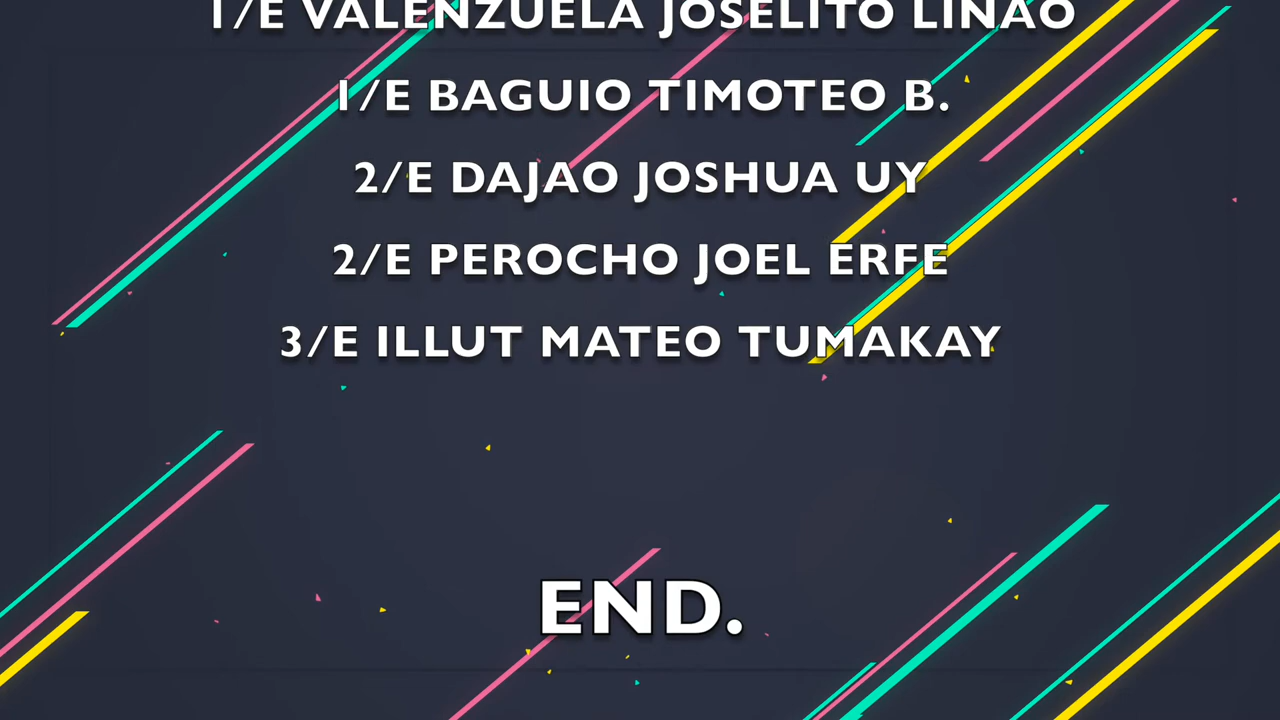 1/E VALENZUELA JOSELITO LINAO
1/E BAGUIO TIMOTEO B.
2/E DAJAO JOSHUA UY
2/E PEROCHO JOEL ERFE
3/E ILLUT MATEO TUMAKAY
END.